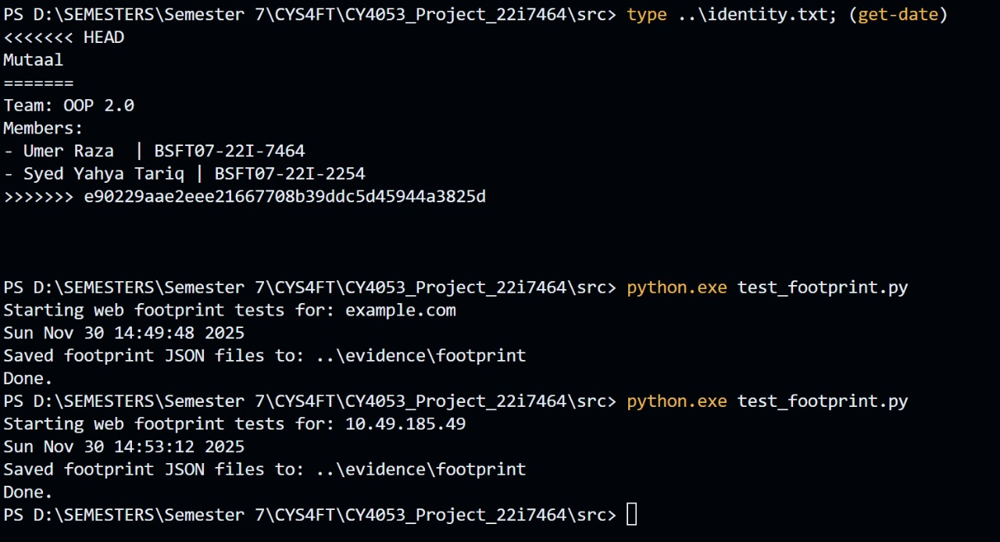 PS D:\SEMESTERS\Semester 7\CYS4FT\CY4053_Project_22i7464\src> type ..\identity.txt; (get-date)
<<<<<<< HEAD
Mutaal
=======
Team: OOP 2.0
Members:
- Umer Raza  | BSFT07-22I-7464
- Syed Yahya Tariq | BSFT07-22I-2254
>>>>>>> e90229aae2eee21667708b39ddc5d45944a3825d
PS D:\SEMESTERS\Semester 7\CYS4FT\CY4053_Project_22i7464\src> python.exe test_footprint.py
Starting web footprint tests for: example.com
Sun Nov 30 14:49:48 2025
Saved footprint JSON files to: ..\evidence\footprint
Done.
PS D:\SEMESTERS\Semester 7\CYS4FT\CY4053_Project_22i7464\src> python.exe test_footprint.py
Starting web footprint tests for: 10.49.185.49
Sun Nov 30 14:53:12 2025
Saved footprint JSON files to: ..\evidence\footprint
Done.
PS D:\SEMESTERS\Semester 7\CYS4FT\CY4053_Project_22i7464\src>